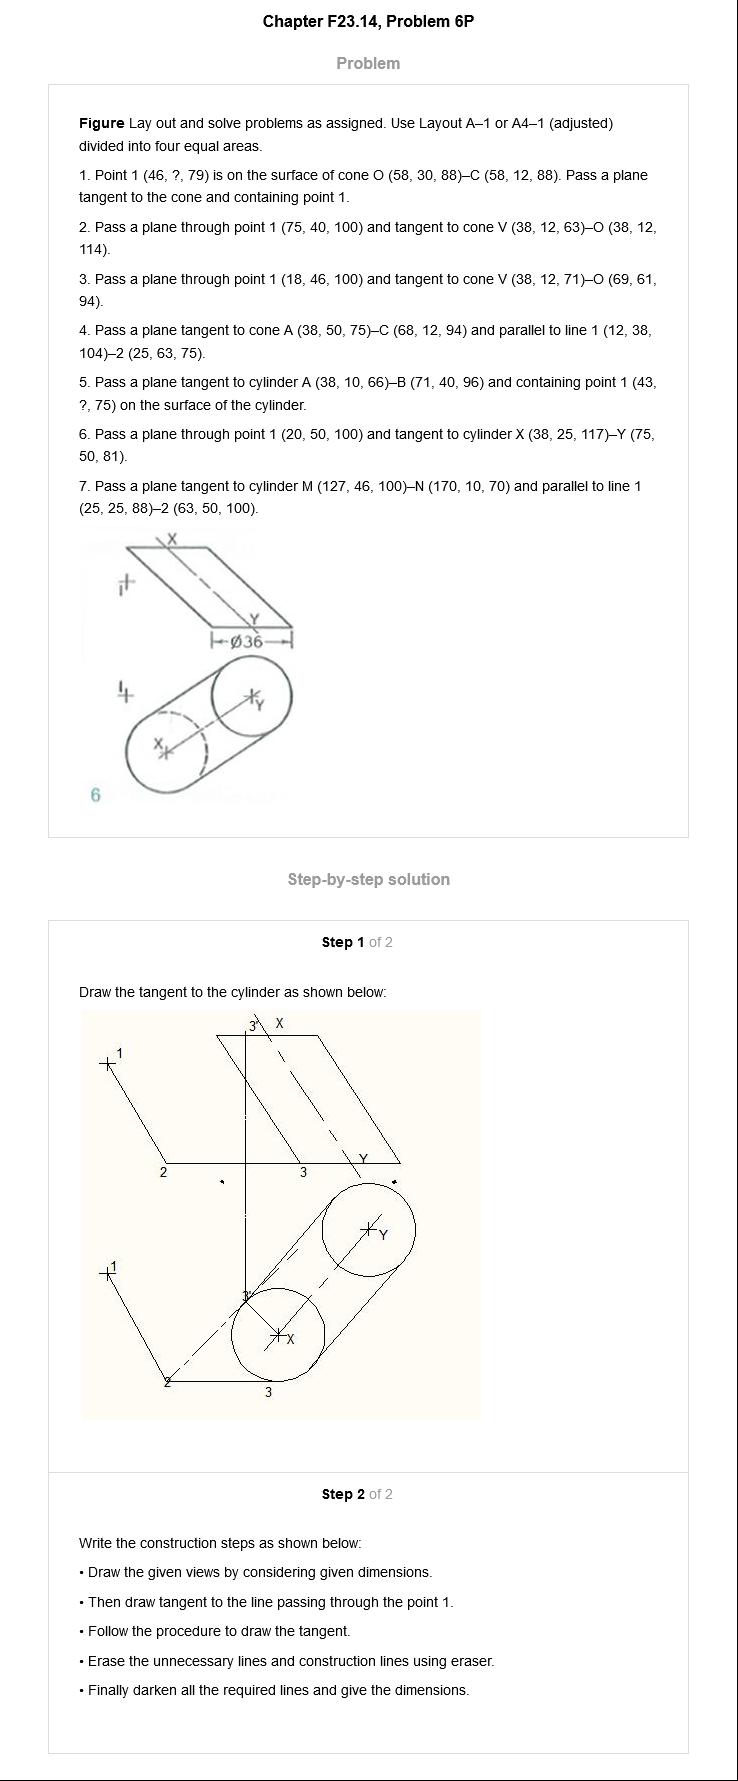 Chapter F23.14, Problem 6P
Problem
Figure Lay out and solve problems as assigned. Use Layout A–1 or A4–1 (adjusted)
divided into four equal areas.
1. Point 1 (46, ?, 79) is on the surface of cone O (58, 30, 88)–C (58, 12, 88). Pass a plane
tangent to the cone and containing point 1.
2. Pass a plane through point 1 (75, 40, 100) and tangent to cone V (38, 12, 63)–O (38, 12,
114).
3. Pass a plane through point 1 (18, 46, 100) and tangent to cone V (38, 12, 71)–O (69, 61,
94).
4. Pass a plane tangent to cone A (38, 50, 75)–C (68, 12, 94) and parallel to line 1 (12, 38,
104)–2 (25, 63, 75).
5. Pass a plane tangent to cylinder A (38, 10, 66)–B (71, 40, 96) and containing point 1 (43,
?, 75) on the surface of the cylinder.
6. Pass a plane through point 1 (20, 50, 100) and tangent to cylinder X (38, 25, 117)–Y (75,
50, 81).
7. Pass a plane tangent to cylinder M (127, 46, 100)–N (170, 10, 70) and parallel to line 1
(25, 25, 88)–2 (63, 50, 100).
X
1
Y
Ø36
1
Y
X
6
Step-by-step solution
Step 1 of 2
Draw the tangent to the cylinder as shown below:
3' X
1
Y
2 3
Y
1
3'
X
2
3
Step 2 of 2
Write the construction steps as shown below:
• Draw the given views by considering given dimensions.
• Then draw tangent to the line passing through the point 1.
• Follow the procedure to draw the tangent.
• Erase the unnecessary lines and construction lines using eraser.
• Finally darken all the required lines and give the dimensions.